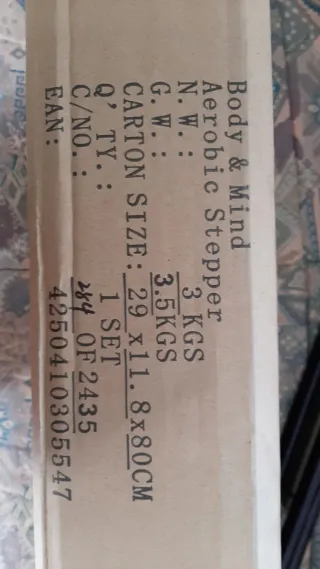 Body & Mind
Aerobic Stepper
N.W.: 3 KGS
G.W.: 3.5KGS
CARTON SIZE: 29 x11.8x80CM
Q'TY.: 1 SET
C/NO.: 284 OF 2435
EAN: 4250410305547